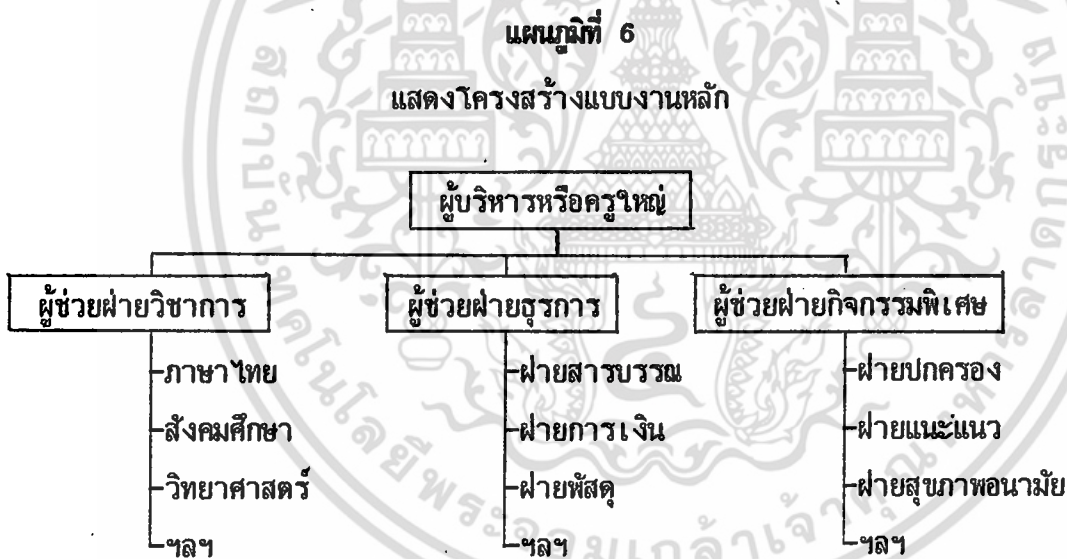 แผนภูมิที่ 6
แสดงโครงสร้างแบบงานหลัก
ผู้บริหารหรือครูใหญ่
ผู้ช่วยฝ่ายวิชาการ
ภาษาไทย
สังคมศึกษา
วิทยาศาสตร์
ฯลฯ
ผู้ช่วยฝ่ายธุรการ
ฝ่ายสารบรรณ
ฝ่ายการเงิน
ฝ่ายพัสดุ
ฯลฯ
ผู้ช่วยฝ่ายกิจกรรมพิเศษ
ฝ่ายปกครอง
ฝ่ายแนะแนว
ฝ่ายสุขภาพอนามัย
ฯลฯ